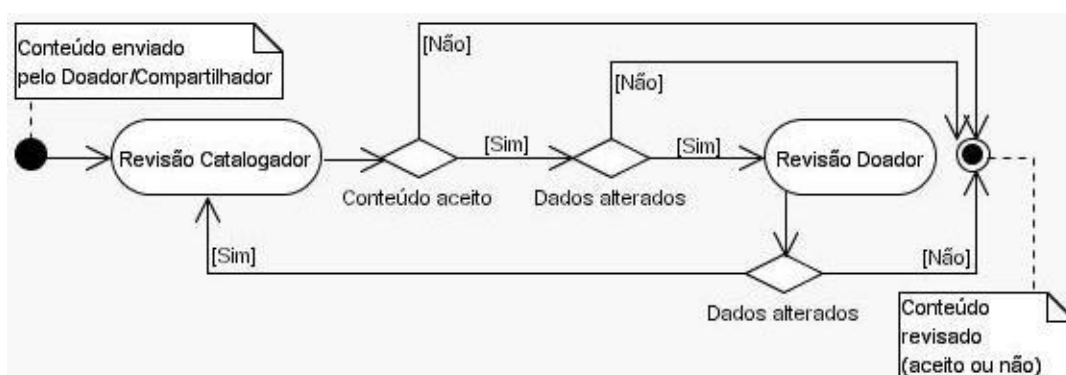 Conteúdo enviado
pelo Doador/Compartilhador
[Não]
[Não]
Revisão Catalogador
[Sim]
[Sim]
Revisão Doador
Conteúdo aceito
Dados alterados
[Sim]
[Não]
Dados alterados
Conteúdo
revisado
(aceito ou não)